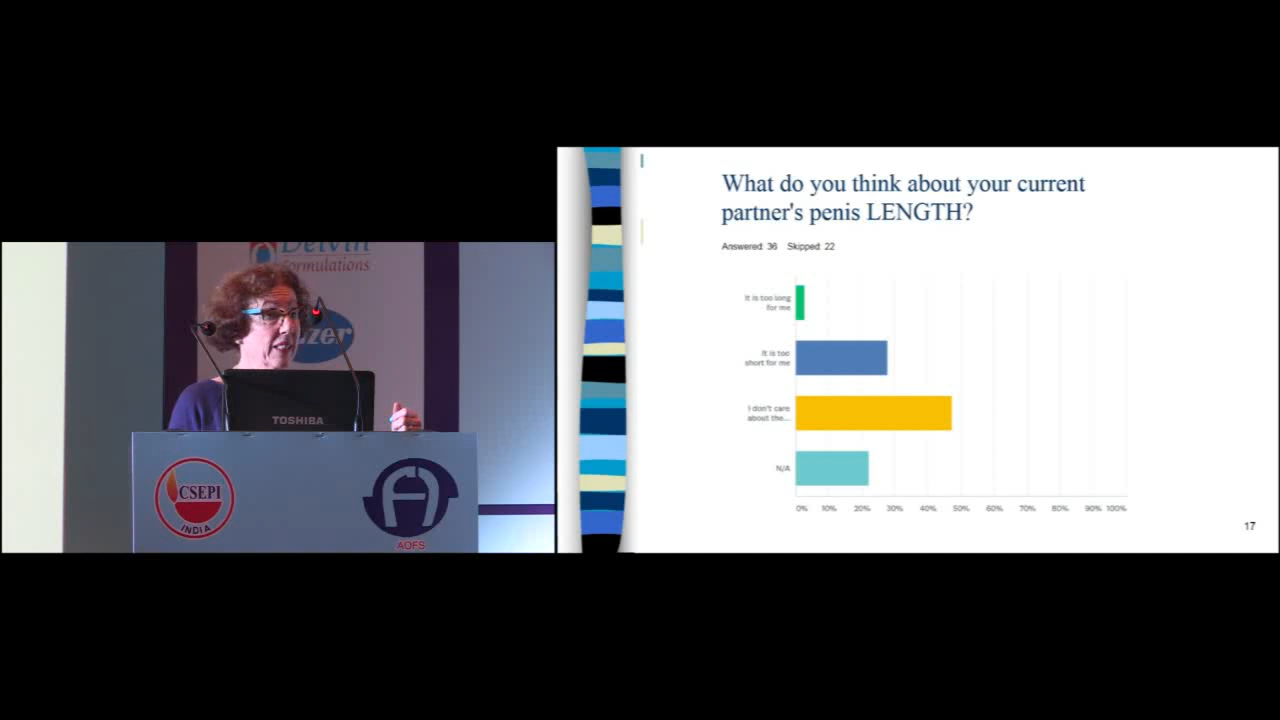 Formulations
TOSHIBA
CSEPI
INDIA
AOFS
What do you think about your current
partner's penis LENGTH?
Answered: 36 Skipped: 22
It is too long
for me
It is too
short for me
I don't care
about the...
N/A
0% 10% 20% 30% 40% 50% 60% 70% 80% 90% 100%
17